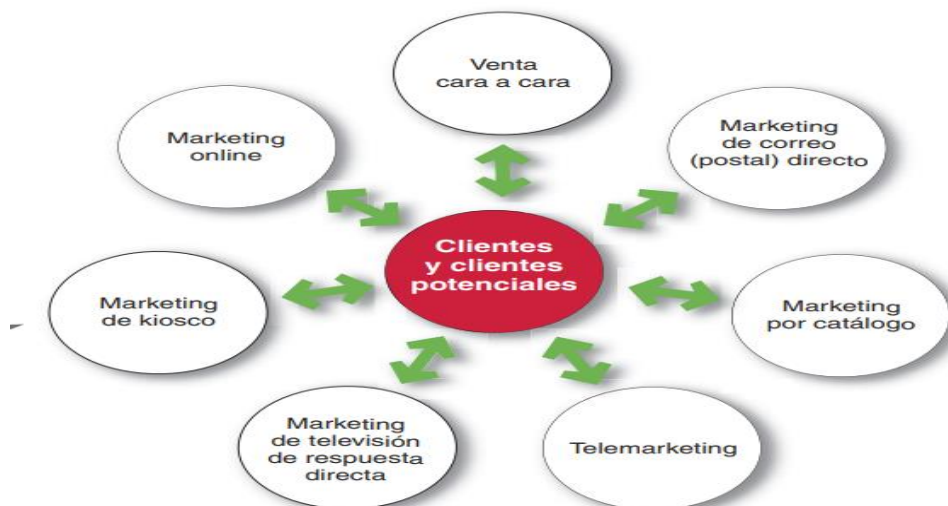 Venta
cara a cara
Marketing
online
Marketing
de correo
(postal) directo
Clientes
y clientes
potenciales
Marketing
de kiosco
Marketing
por catálogo
Marketing
de televisión
de respuesta
directa
Telemarketing